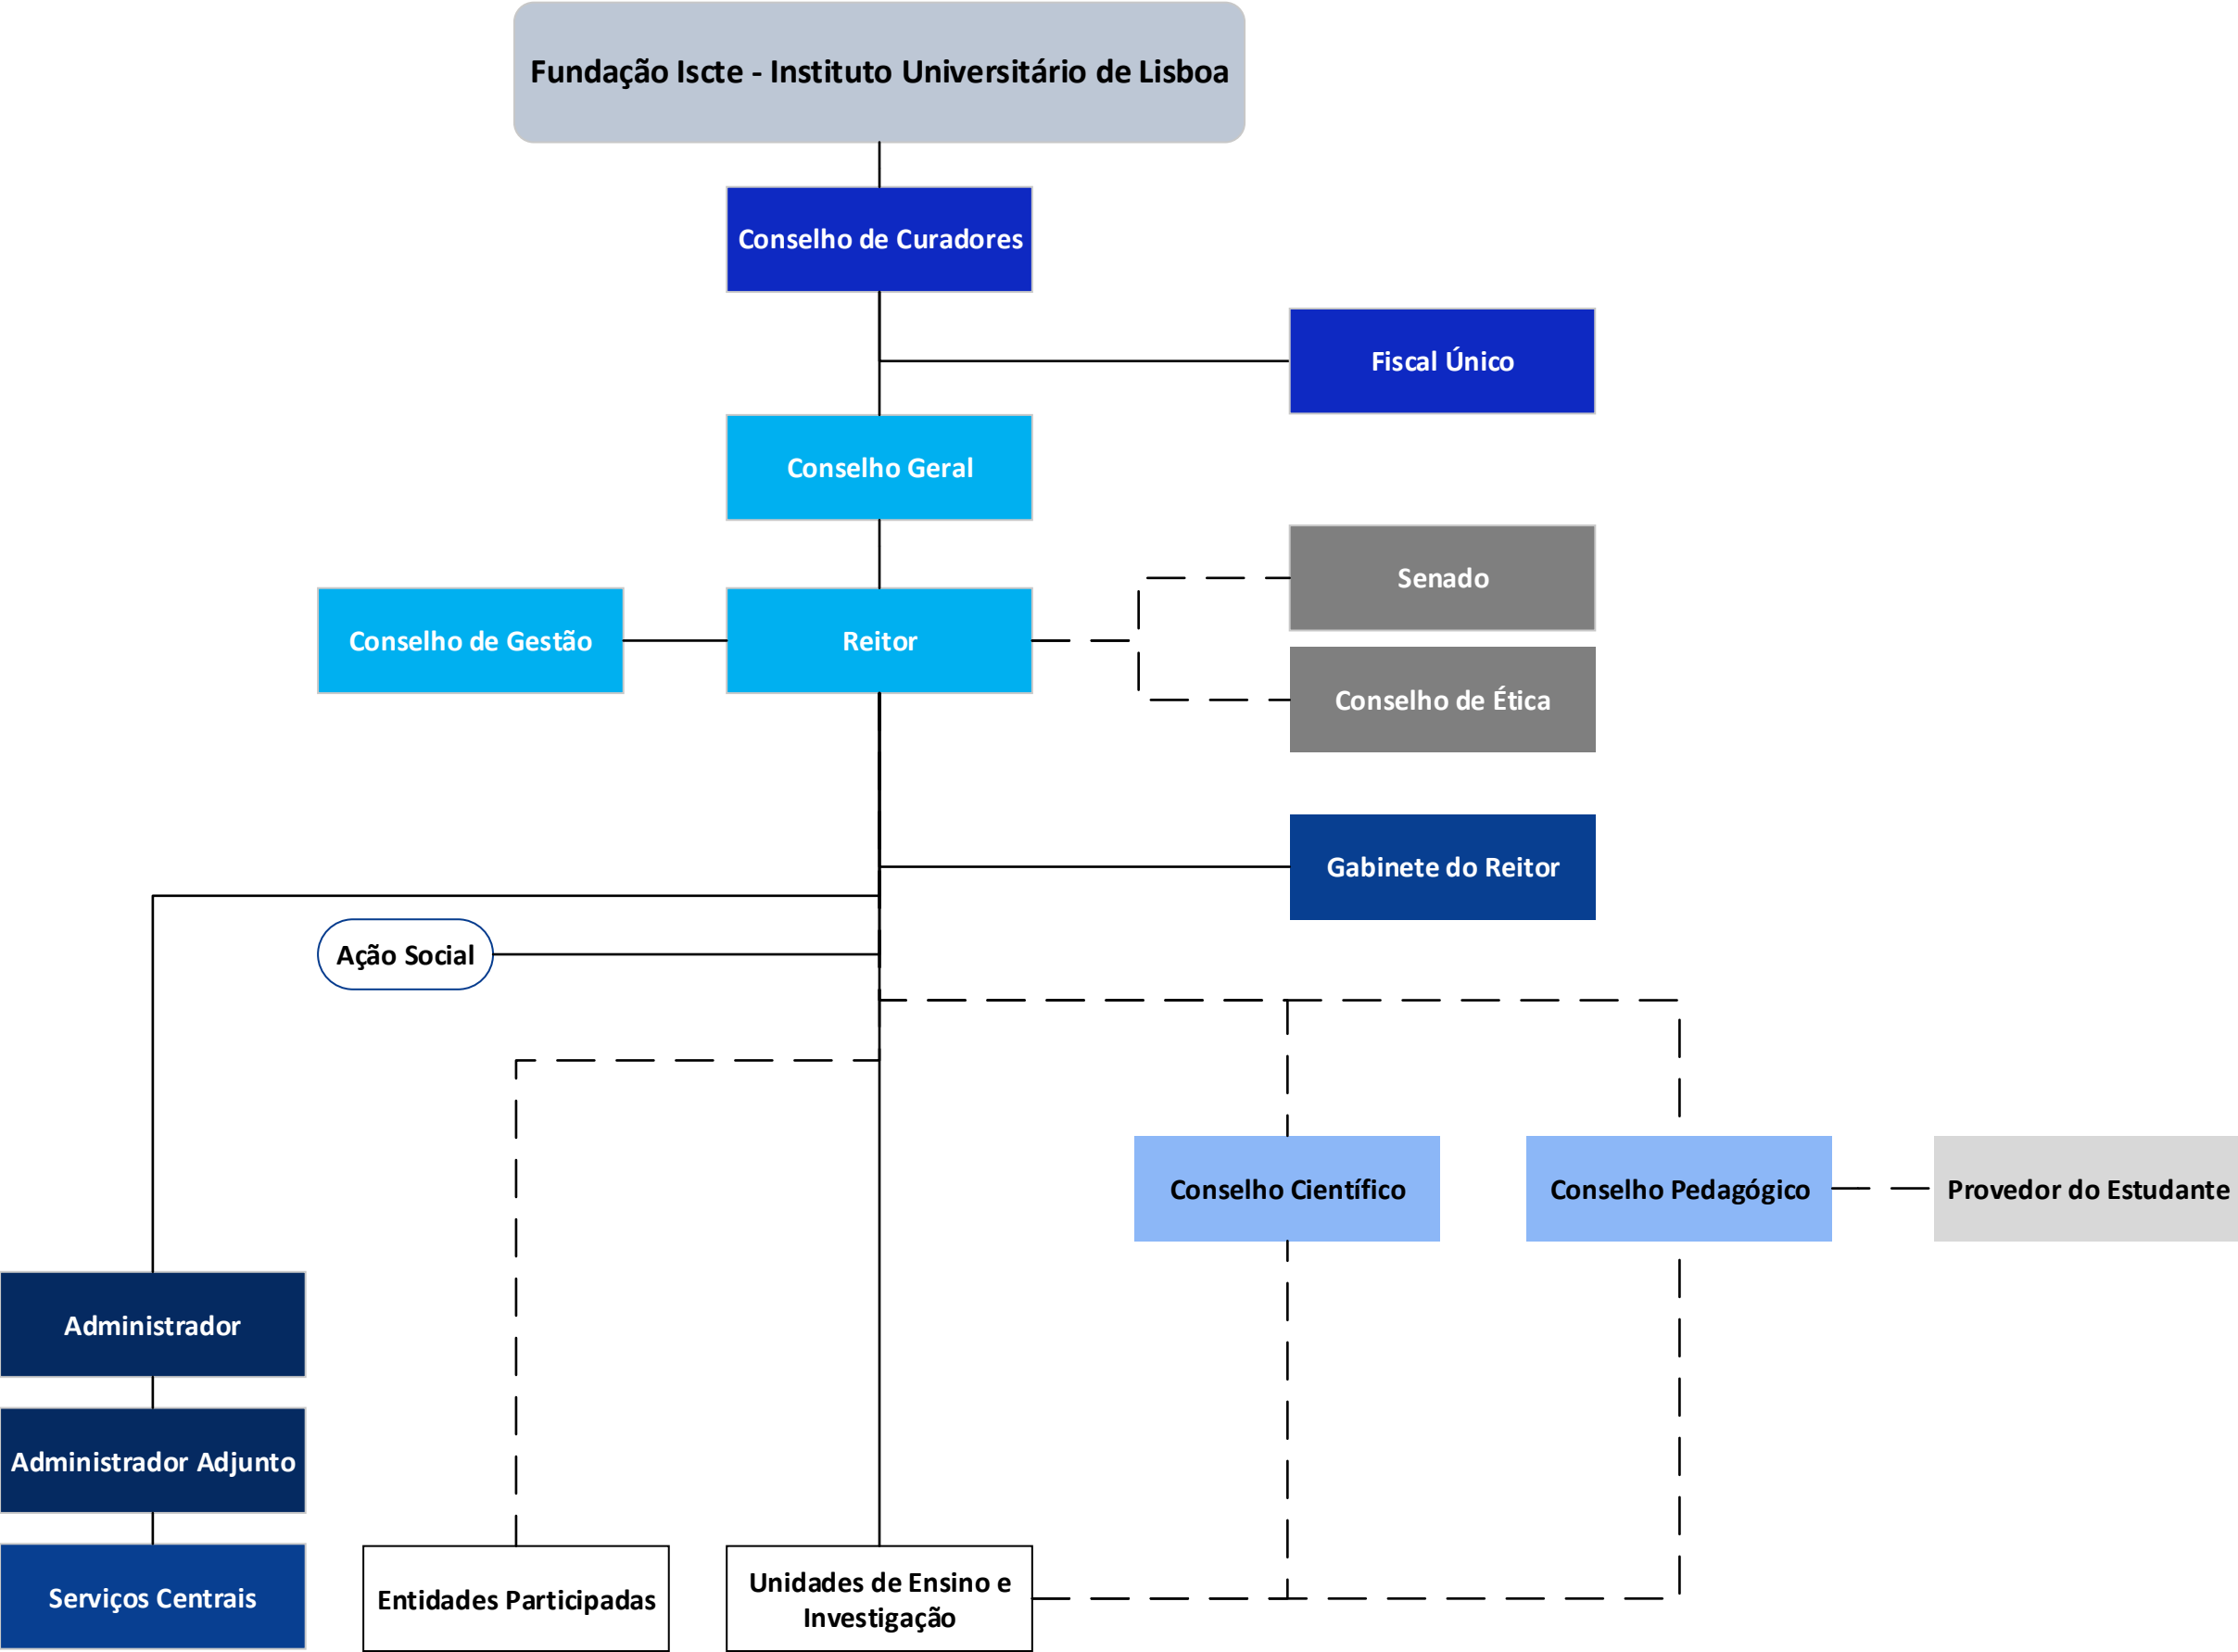 Fundação Iscte - Instituto Universitário de Lisboa
Conselho de Curadores
Fiscal Único
Conselho Geral
Senado
Conselho de Gestão
Reitor
Conselho de Ética
Gabinete do Reitor
Ação Social
Conselho Científico
Conselho Pedagógico
Provedor do Estudante
Administrador
Administrador Adjunto
Serviços Centrais
Entidades Participadas
Unidades de Ensino e
Investigação